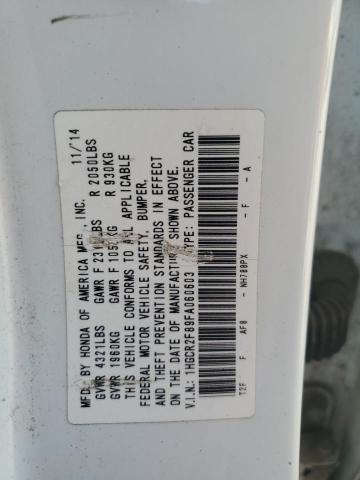 MFD. BY HONDA OF AMERICA MFG., INC. 11/14
GVWR 4321LBS GAWR F LBS R 2050LBS
GVWR 1960KG GAWR F KG R 930KG
THIS VEHICLE CONFORMS TO ALL APPLICABLE
FEDERAL MOTOR VEHICLE SAFETY, BUMPER,
AND THEFT PREVENTION STANDARDS IN EFFECT
ON THE DATE OF MANUFACTURE SHOWN ABOVE.
V.I.N.: 1HGCR2F89FA060603 TYPE: PASSENGER CAR
T2F F AF8 - NH788PX - F - A